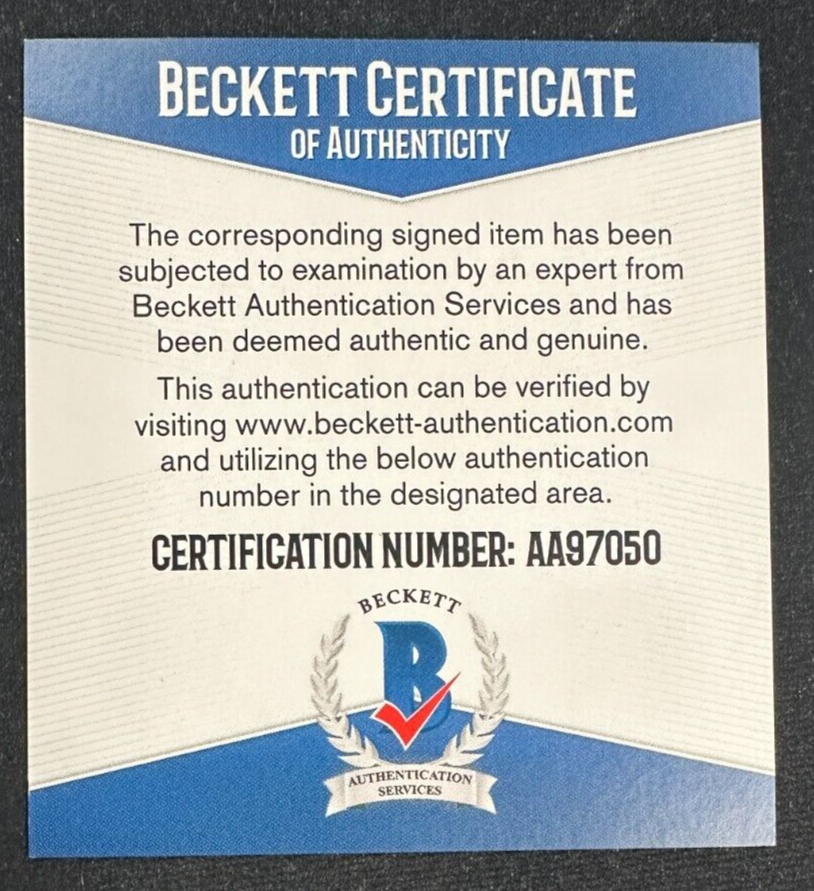 BECKETT CERTIFICATE
OF AUTHENTICITY
The corresponding signed item has been
subjected to examination by an expert from
Beckett Authentication Services and has
been deemed authentic and genuine.
This authentication can be verified by
visiting www.beckett-authentication.com
and utilizing the below authentication
number in the designated area.
CERTIFICATION NUMBER: AA97050
BECKETT
B
AUTHENTICATION
SERVICES